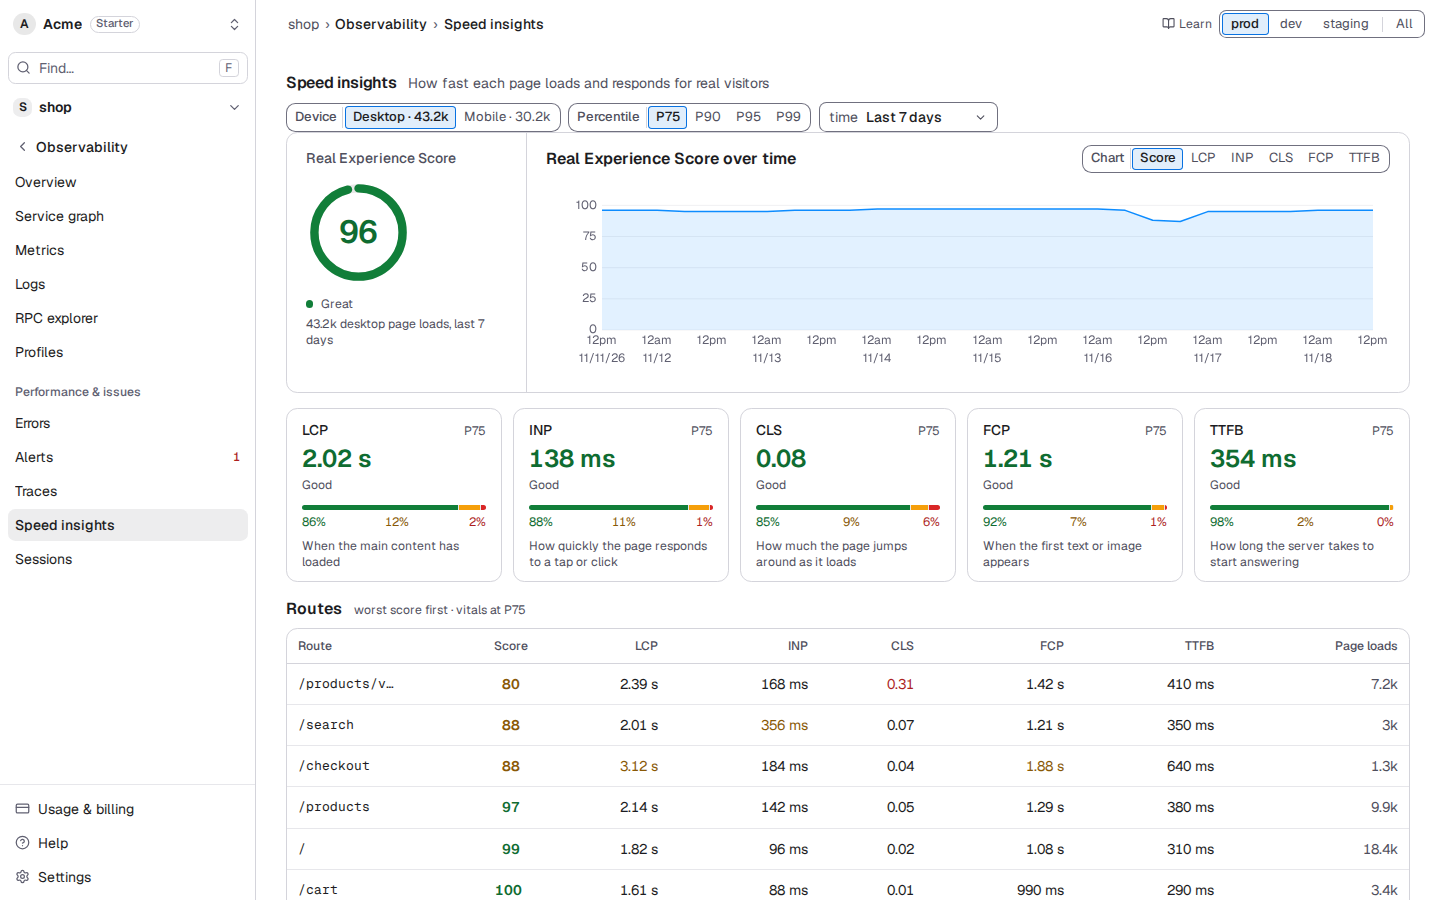 A Acme Starter
Find... F
S shop
Observability
Overview
Service graph
Metrics
Logs
RPC explorer
Profiles
Performance & issues
Errors
Alerts 1
Traces
Speed insights
Sessions
Usage & billing
Help
Settings
shop › Observability › Speed insights
Learn prod dev staging All
Speed insights How fast each page loads and responds for real visitors
Device Desktop · 43.2k Mobile · 30.2k Percentile P75 P90 P95 P99 time Last 7 days
Real Experience Score
96
Great
43.2k desktop page loads, last 7
days
Real Experience Score over time
Chart Score LCP INP CLS FCP TTFB
100
75
50
25
0
12pm 12am 12pm 12am 12pm 12am 12pm 12am 12pm 12am 12pm 12am 12pm 12am 12pm
11/11/26 11/12 11/13 11/14 11/15 11/16 11/17 11/18
LCP P75
2.02 s
Good
86% 12% 2%
When the main content has
loaded
INP P75
138 ms
Good
88% 11% 1%
How quickly the page responds
to a tap or click
CLS P75
0.08
Good
85% 9% 6%
How much the page jumps
around as it loads
FCP P75
1.21 s
Good
92% 7% 1%
When the first text or image
appears
TTFB P75
354 ms
Good
98% 2% 0%
How long the server takes to
start answering
Routes worst score first · vitals at P75
Route Score LCP INP CLS FCP TTFB Page loads
/products/v… 80 2.39 s 168 ms 0.31 1.42 s 410 ms 7.2k
/search 88 2.01 s 356 ms 0.07 1.21 s 350 ms 3k
/checkout 88 3.12 s 184 ms 0.04 1.88 s 640 ms 1.3k
/products 97 2.14 s 142 ms 0.05 1.29 s 380 ms 9.9k
/ 99 1.82 s 96 ms 0.02 1.08 s 310 ms 18.4k
/cart 100 1.61 s 88 ms 0.01 990 ms 290 ms 3.4k